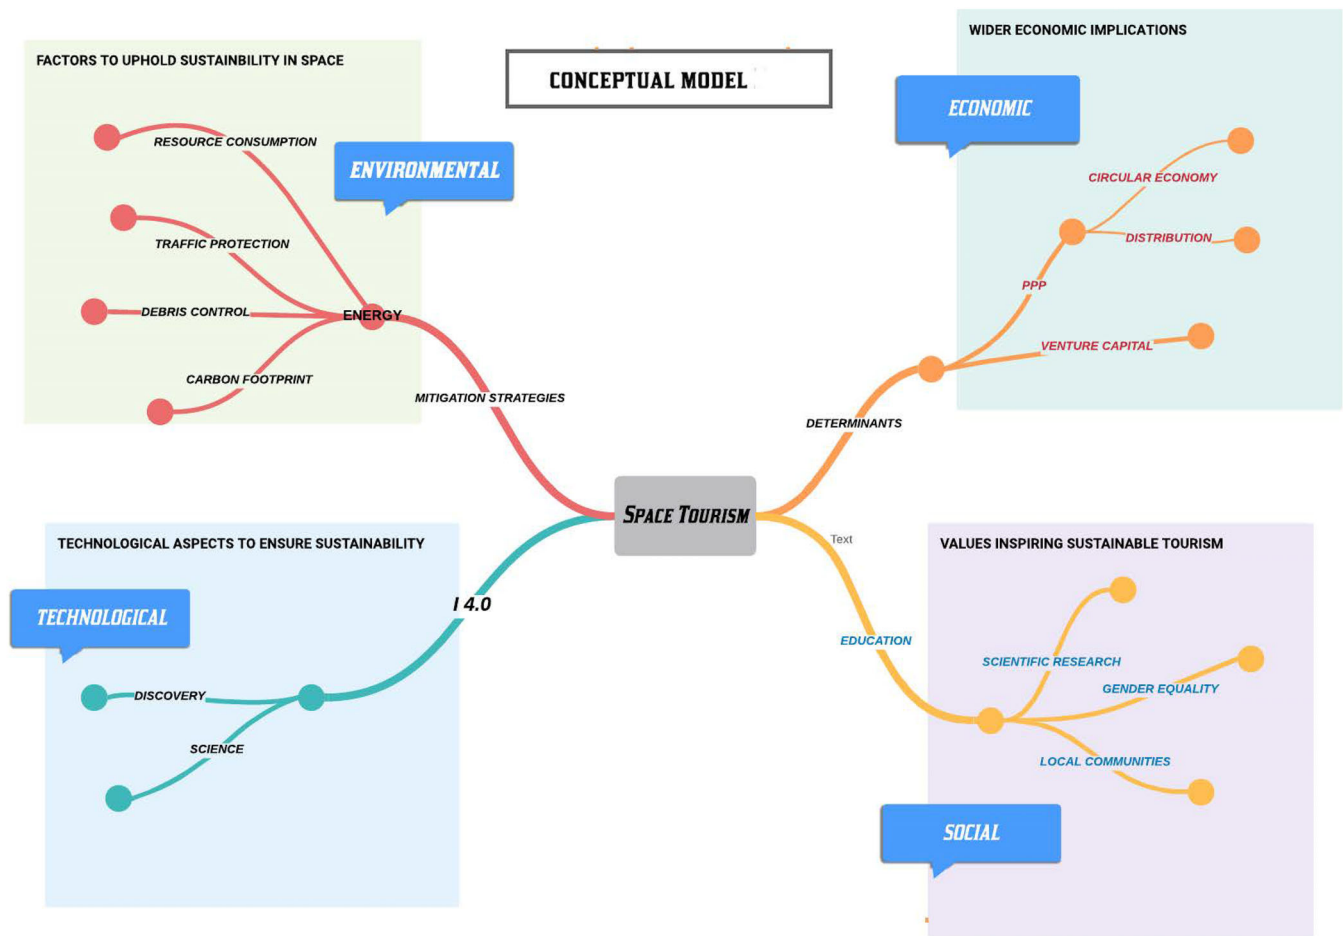 CONCEPTUAL MODEL
FACTORS TO UPHOLD SUSTAINBILITY IN SPACE
ENVIRONMENTAL
RESOURCE CONSUMPTION
TRAFFIC PROTECTION
DEBRIS CONTROL
ENERGY
CARBON FOOTPRINT
MITIGATION STRATEGIES
WIDER ECONOMIC IMPLICATIONS
ECONOMIC
CIRCULAR ECONOMY
DISTRIBUTION
PPP
VENTURE CAPITAL
DETERMINANTS
SPACE TOURISM
TECHNOLOGICAL ASPECTS TO ENSURE SUSTAINABILITY
TECHNOLOGICAL
I 4.0
DISCOVERY
SCIENCE
Text
EDUCATION
VALUES INSPIRING SUSTAINABLE TOURISM
SCIENTIFIC RESEARCH
GENDER EQUALITY
LOCAL COMMUNITIES
SOCIAL